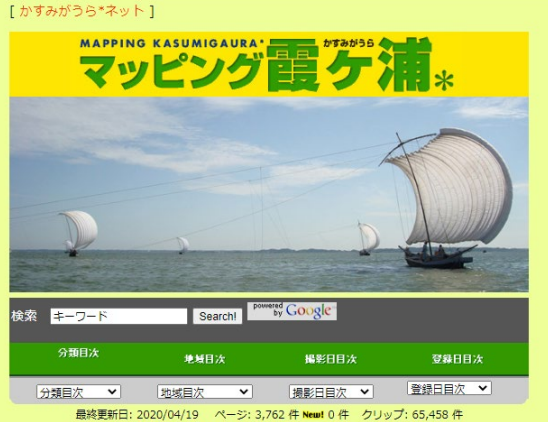 [ かすみがうら*ネット ]
MAPPING KASUMIGAURA* かすみがうら
マッピング霞ヶ浦*
検索 キーワード Search! powered by Google™
分類目次 地域目次 撮影日目次 登録日目次
分類目次 地域目次 撮影日目次 登録日目次
最終更新日: 2020/04/19 ページ: 3,762 件 New! 0 件 クリップ: 65,458 件